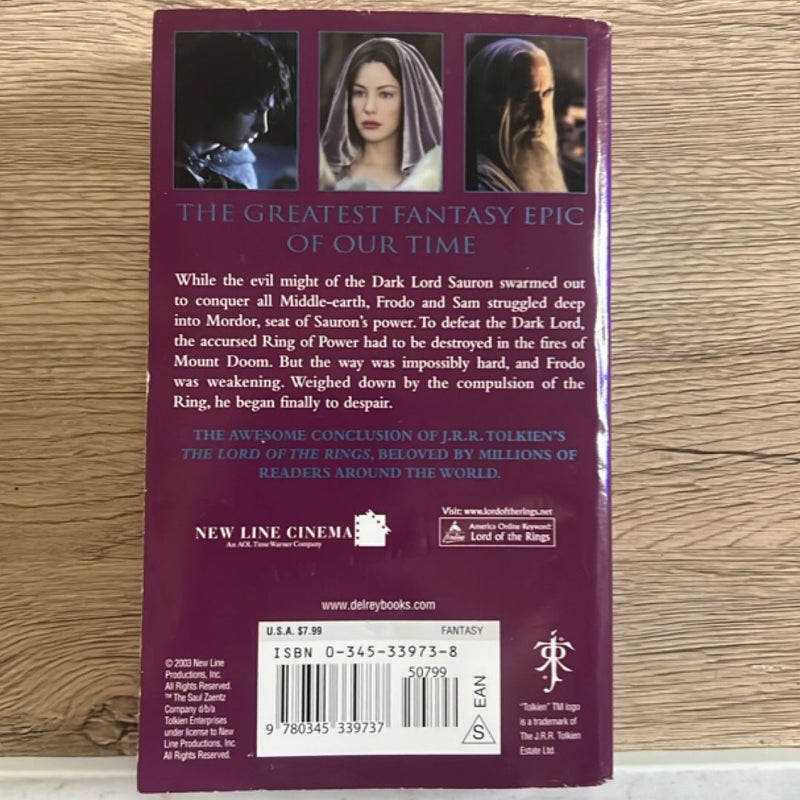 THE GREATEST FANTASY EPIC
OF OUR TIME
While the evil might of the Dark Lord Sauron swarmed out
to conquer all Middle-earth, Frodo and Sam struggled deep
into Mordor, seat of Sauron's power. To defeat the Dark Lord,
the accursed Ring of Power had to be destroyed in the fires of
Mount Doom. But the way was impossibly hard, and Frodo
was weakening. Weighed down by the compulsion of the
Ring, he began finally to despair.
THE AWESOME CONCLUSION OF J.R.R. TOLKIEN'S
THE LORD OF THE RINGS, BELOVED BY MILLIONS OF
READERS AROUND THE WORLD.
NEW LINE CINEMA
An AOL Time Warner Company
Visit: www.lordoftherings.net
America Online Keyword:
Lord of the Rings
www.delreybooks.com
U.S.A. $7.99 FANTASY
ISBN 0-345-33973-8
50799
9 780345 339737
EAN
S
© 2003 New Line
Productions, Inc.
All Rights Reserved.
™ The Saul Zaentz
Company d/b/a
Tolkien Enterprises
under license to New
Line Productions, Inc.
All Rights Reserved.
"Tolkien" TM logo
is a trademark of
The J.R.R. Tolkien
Estate Ltd.